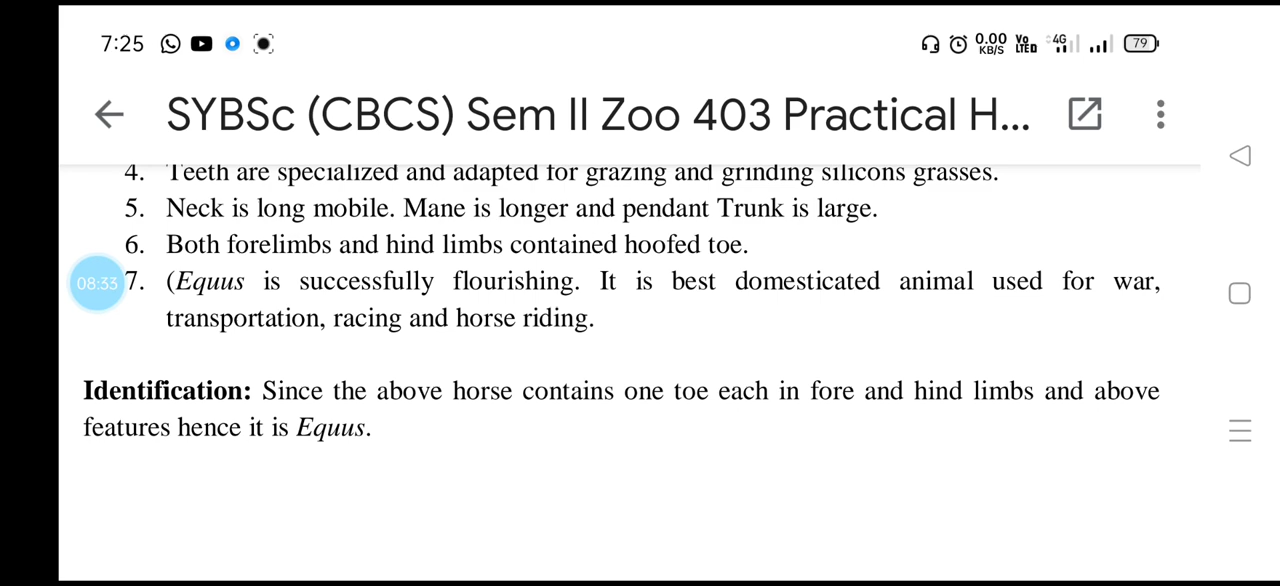 7:25 0.00 KB/S Vo LTED 4G 79
SYBSc (CBCS) Sem II Zoo 403 Practical H...
4. Teeth are specialized and adapted for grazing and grinding silicons grasses.
5. Neck is long mobile. Mane is longer and pendant Trunk is large.
6. Both forelimbs and hind limbs contained hoofed toe.
08:33 7. (Equus is successfully flourishing. It is best domesticated animal used for war,
transportation, racing and horse riding.
Identification: Since the above horse contains one toe each in fore and hind limbs and above
features hence it is Equus.